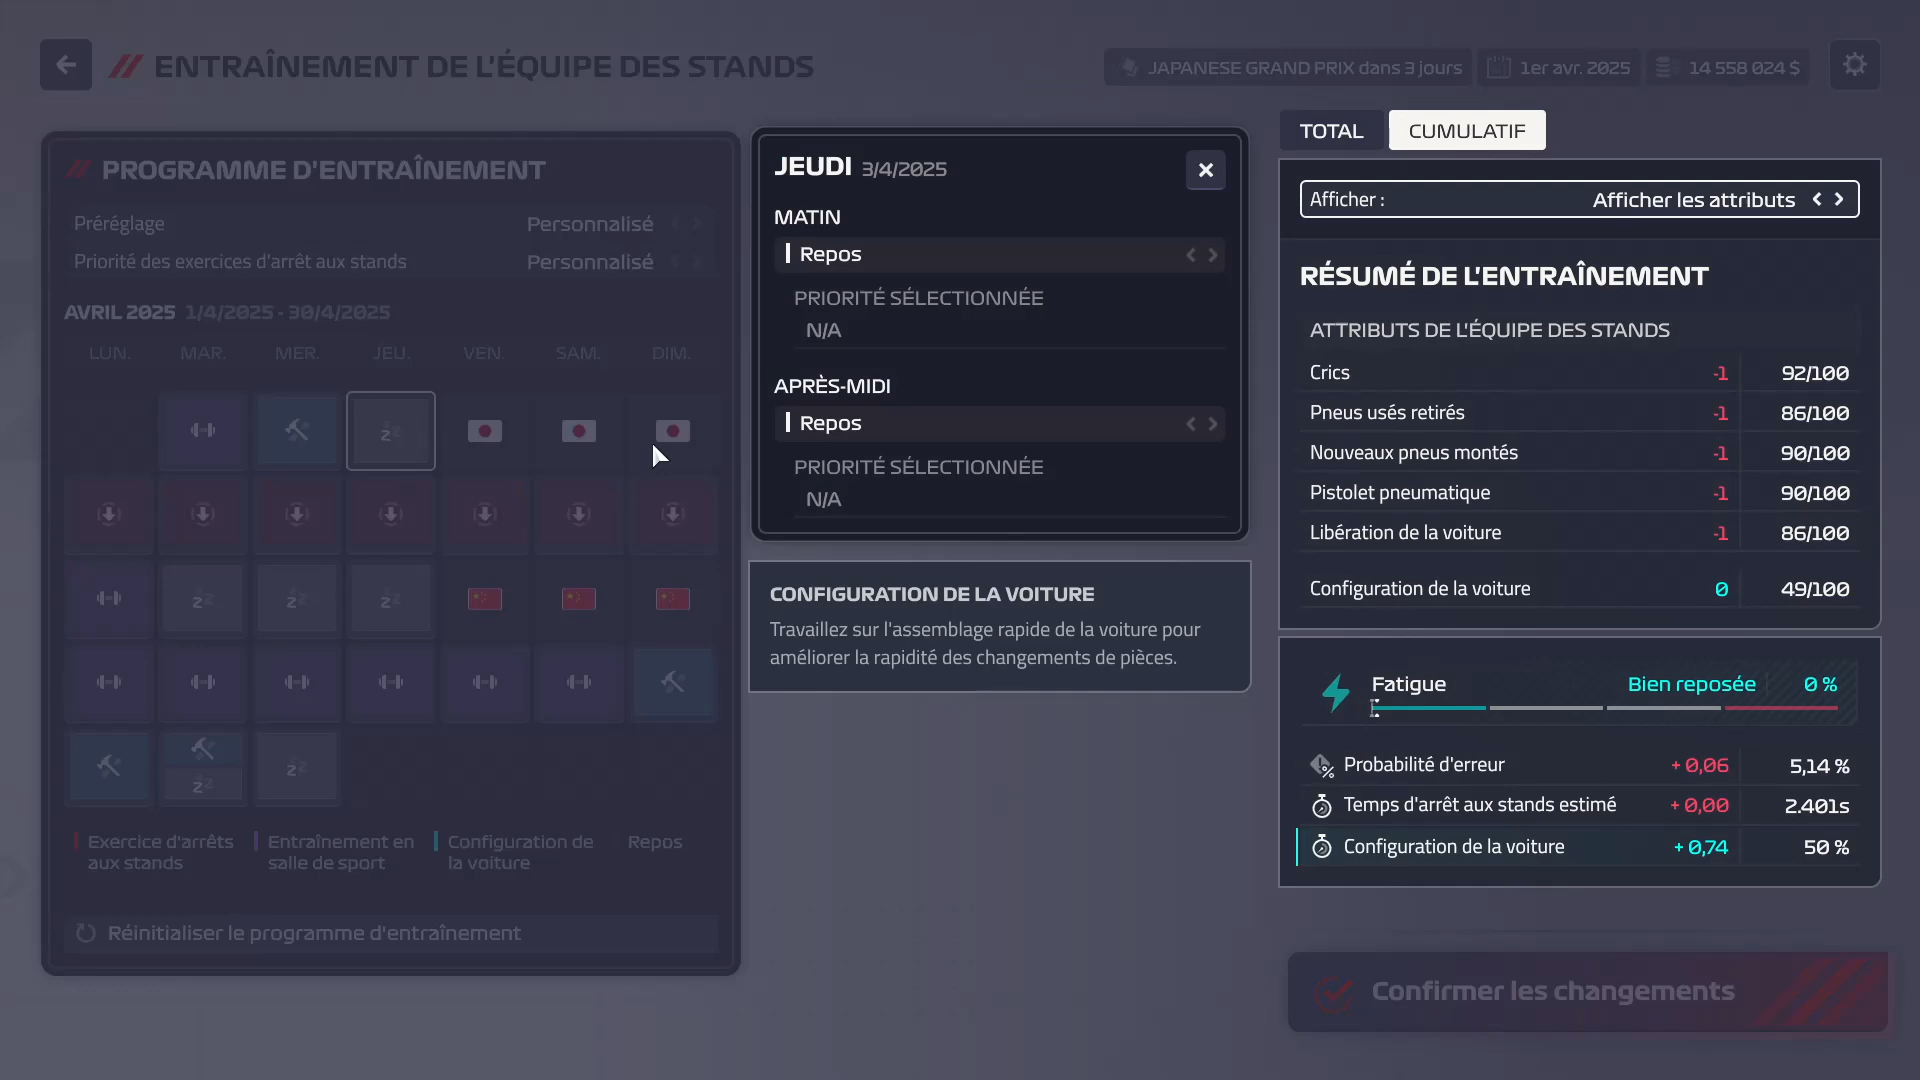 ENTRAÎNEMENT DE L'ÉQUIPE DES STANDS
JAPANESE GRAND PRIX dans 3 jours
1er avr. 2025
14 558 024 $
PROGRAMME D'ENTRAÎNEMENT
Préréglage
Personnalisé
Priorité des exercices d'arrêt aux stands
Personnalisé
AVRIL 2025 1/4/2025 - 30/4/2025
LUN. MAR. MER. JEU. VEN. SAM. DIM.
Exercice d'arrêts
aux stands
Entraînement en
salle de sport
Configuration de
la voiture
Repos
Réinitialiser le programme d'entraînement
JEUDI 3/4/2025
MATIN
Repos
PRIORITÉ SÉLECTIONNÉE
N/A
APRÈS-MIDI
Repos
PRIORITÉ SÉLECTIONNÉE
N/A
CONFIGURATION DE LA VOITURE
Travaillez sur l'assemblage rapide de la voiture pour
améliorer la rapidité des changements de pièces.
TOTAL
CUMULATIF
Afficher :
Afficher les attributs
RÉSUMÉ DE L'ENTRAÎNEMENT
ATTRIBUTS DE L'ÉQUIPE DES STANDS
Crics -1 92/100
Pneus usés retirés -1 86/100
Nouveaux pneus montés -1 90/100
Pistolet pneumatique -1 90/100
Libération de la voiture -1 86/100
Configuration de la voiture 0 49/100
Fatigue Bien reposée 0 %
Probabilité d'erreur + 0,06 5,14 %
Temps d'arrêt aux stands estimé + 0,00 2.401s
Configuration de la voiture + 0,74 50 %
Confirmer les changements